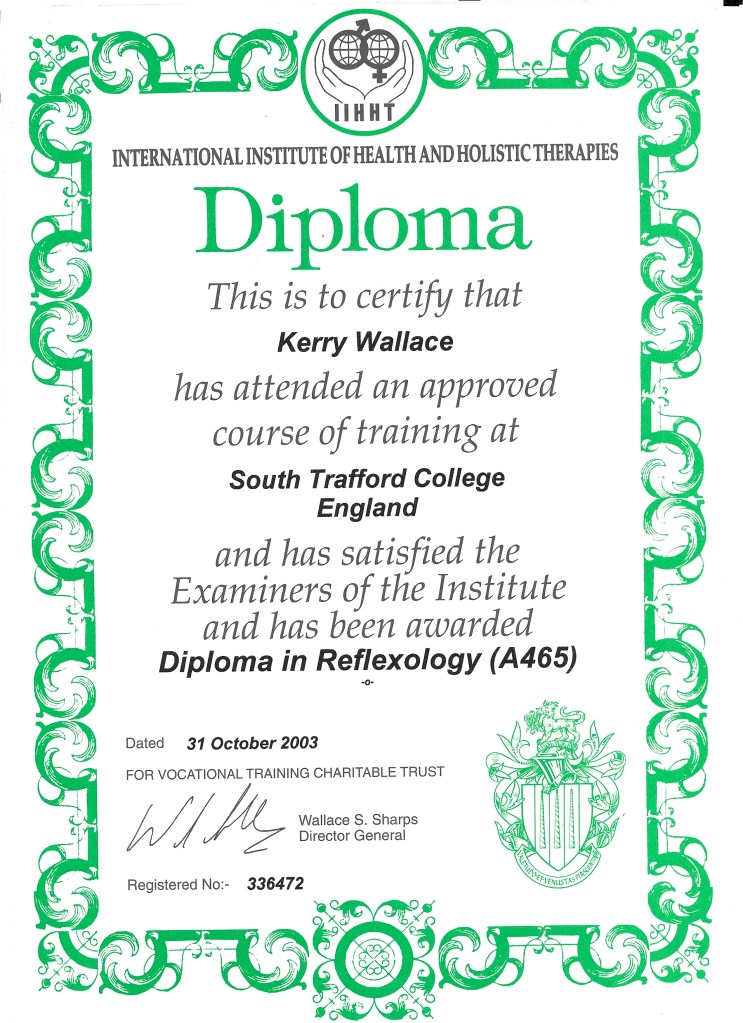 IIHHT
INTERNATIONAL INSTITUTE OF HEALTH AND HOLISTIC THERAPIES
Diploma
This is to certify that
Kerry Wallace
has attended an approved
course of training at
South Trafford College
England
and has satisfied the
Examiners of the Institute
and has been awarded
Diploma in Reflexology (A465)
-o-
Dated 31 October 2003
FOR VOCATIONAL TRAINING CHARITABLE TRUST
Wallace S. Sharps
Director General
Registered No:- 336472